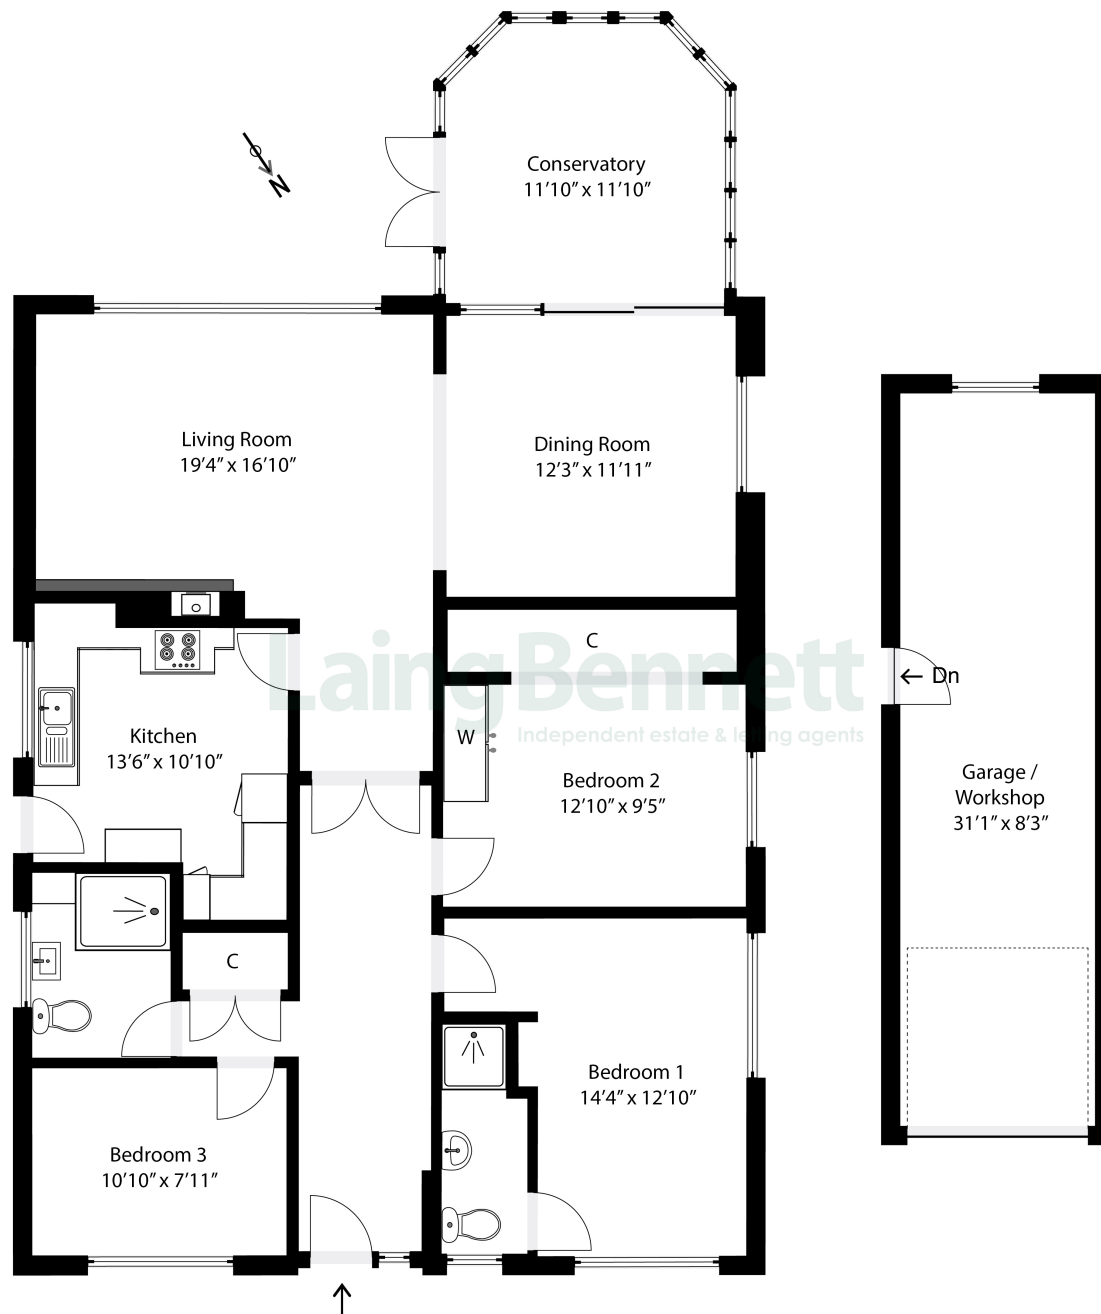 Conservatory
11’10” x 11’10”
N
Living Room
19’4” x 16’10”
Dining Room
12’3” x 11’11”
C
LaingBennett
Independent estate & letting agents
← Dn
W
Kitchen
13’6” x 10’10”
Bedroom 2
12’10” x 9’5”
Garage /
Workshop
31’1” x 8’3”
C
Bedroom 1
14’4” x 12’10”
Bedroom 3
10’10” x 7’11”